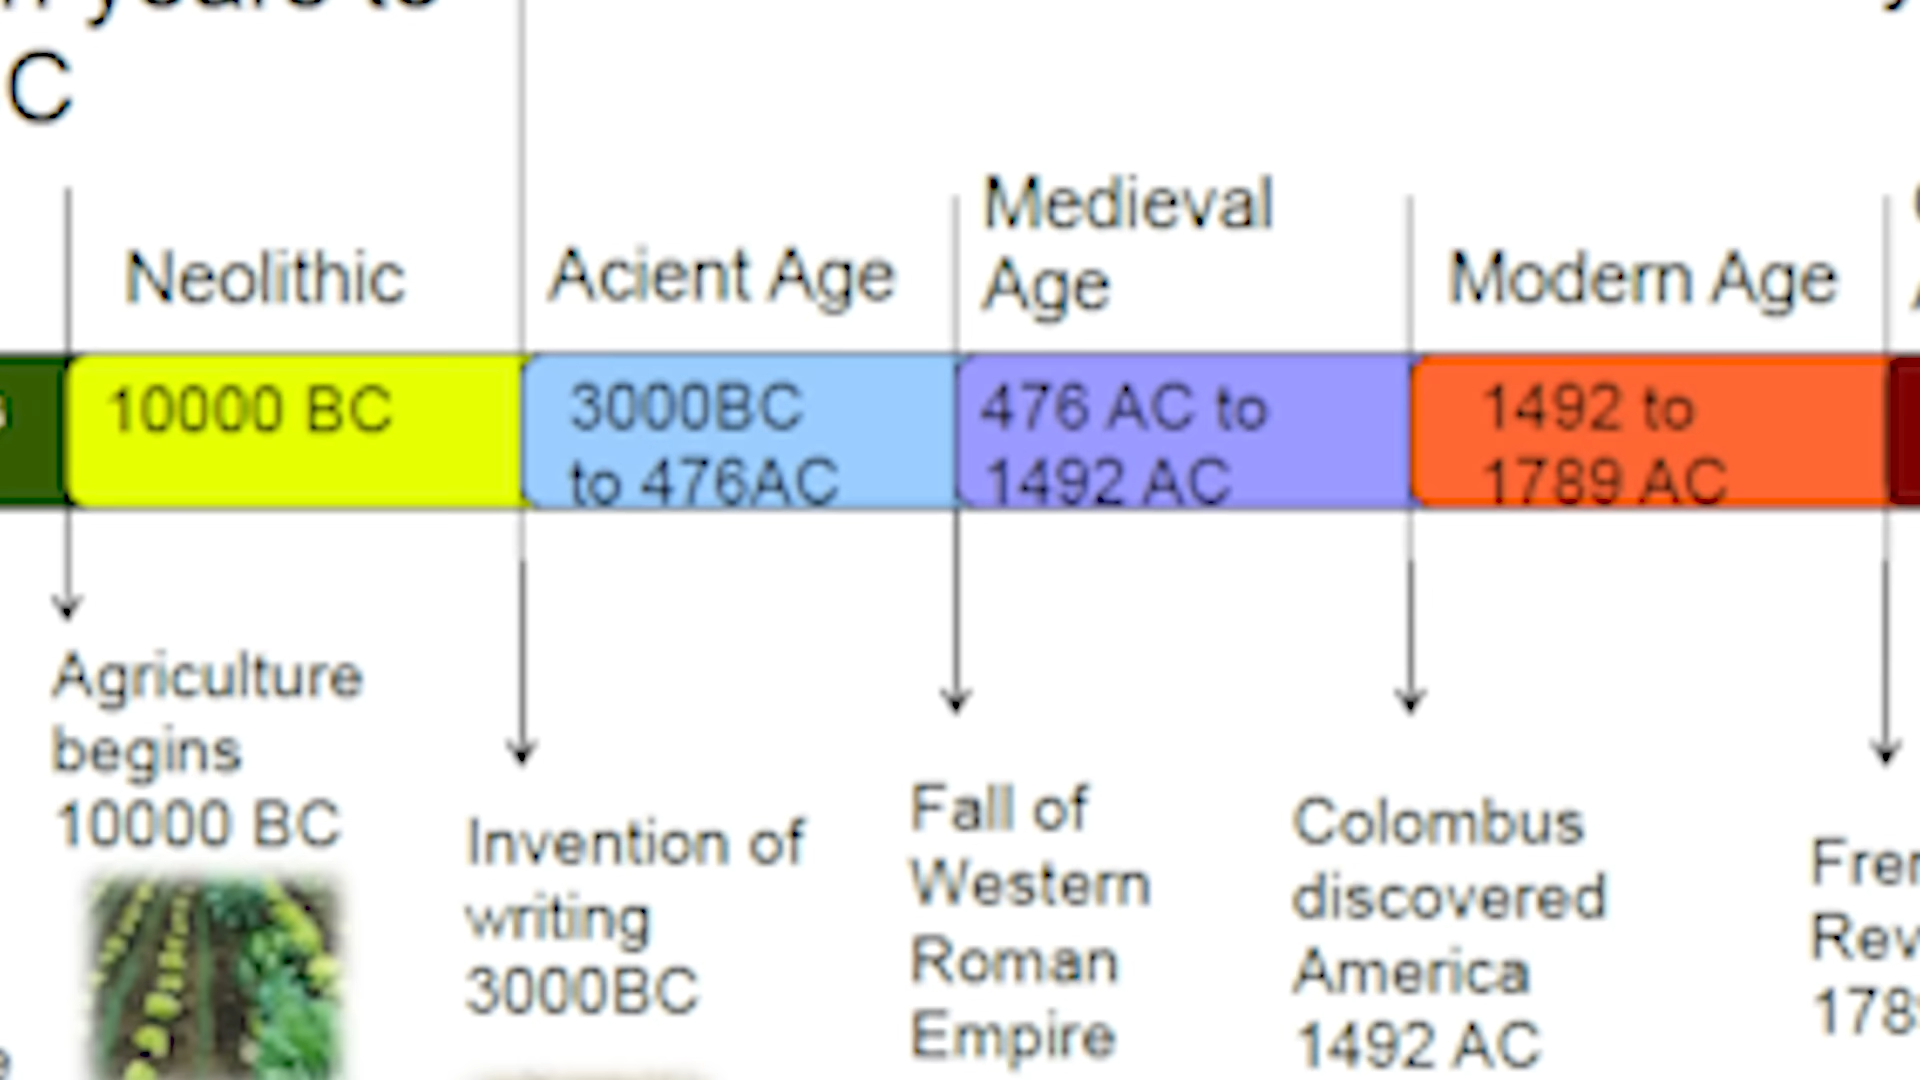 years to
C
Neolithic
Acient Age
Medieval
Age
Modern Age
10000 BC
3000BC
to 476AC
476 AC to
1492 AC
1492 to
1789 AC
Agriculture
begins
10000 BC
Invention of
writing
3000BC
Fall of
Western
Roman
Empire
Colombus
discovered
America
1492 AC